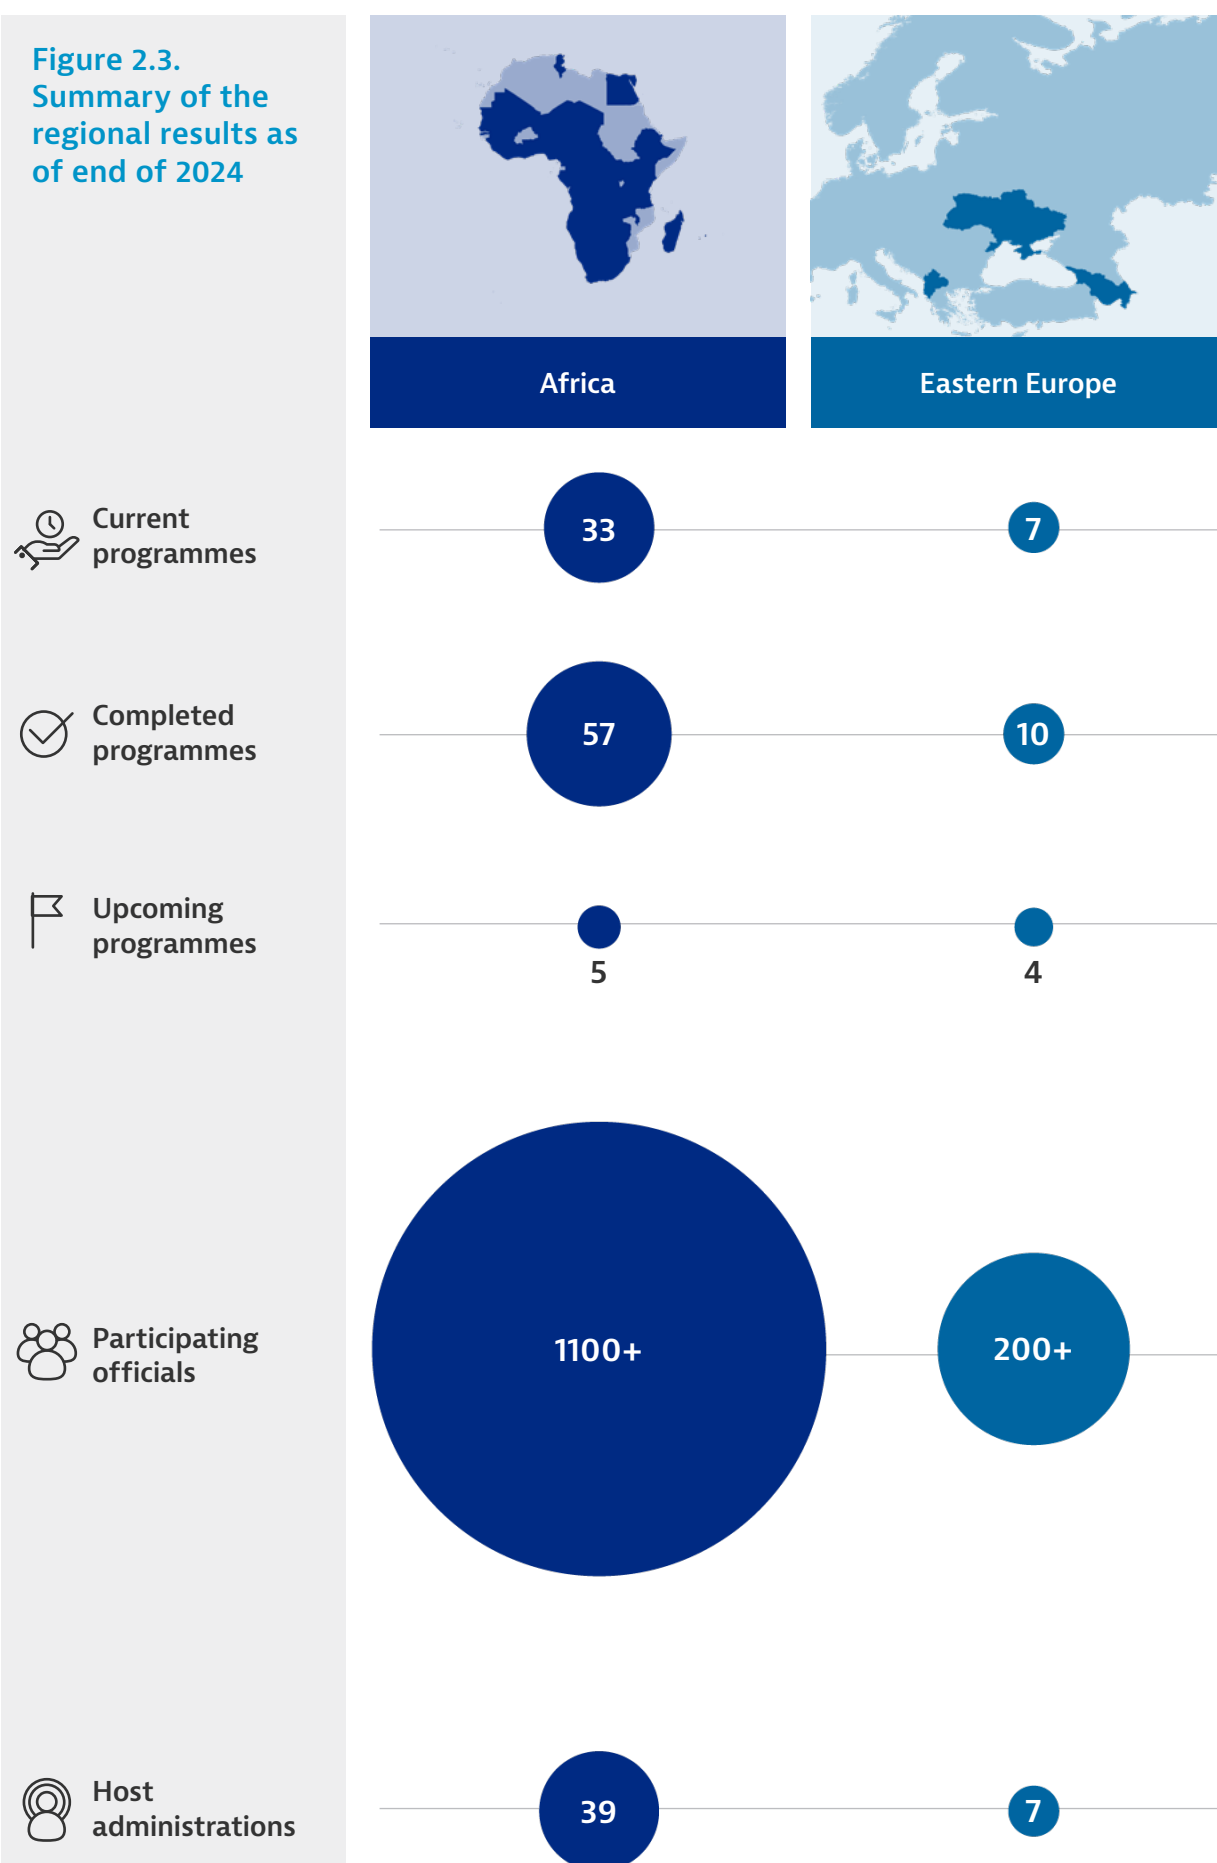 Figure 2.3.
Summary of the
regional results as
of end of 2024
Africa
Eastern Europe
Current
programmes
33
7
Completed
programmes
57
10
Upcoming
programmes
5
4
Participating
officials
1100+
200+
Host
administrations
39
7